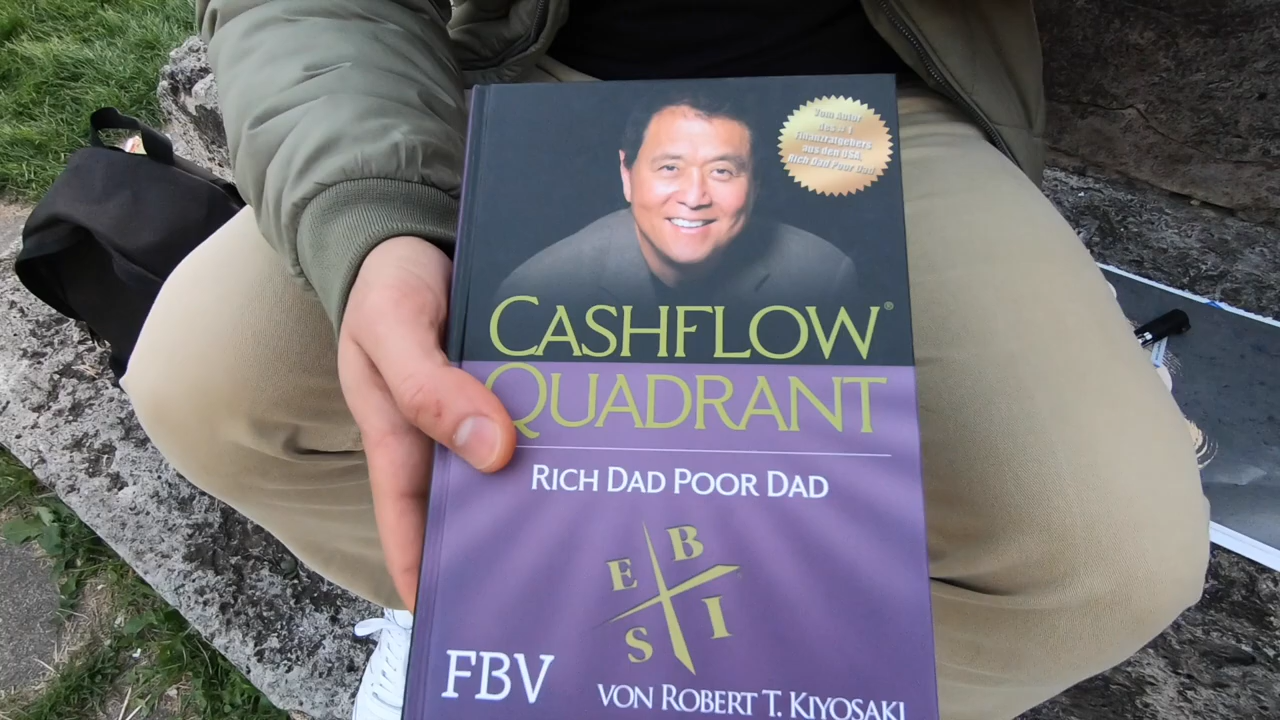 Vom Autor
des #1
Finanzratgebers
aus den USA,
Rich Dad Poor Dad
CASHFLOW®
QUADRANT
RICH DAD POOR DAD
E B
S I
FBV
VON ROBERT T. KIYOSAKI